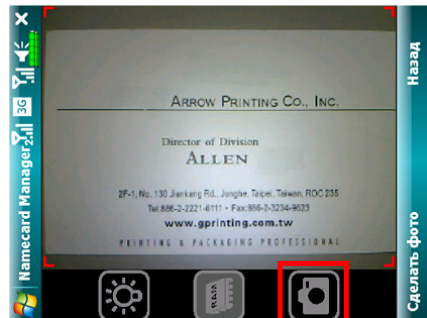 Namecard Manager
3G
ARROW PRINTING CO., INC.
Director of Division
ALLEN
2F-1, No. 130 Jiankang Rd., Jonghe, Taipei, Taiwan, ROC 235
Tel:886-2-2221-6111 • Fax:886-2-3234-9623
www.gprinting.com.tw
PRINTING & PACKAGING PROFESSIONAL
RAM
Назад
Сделать фото